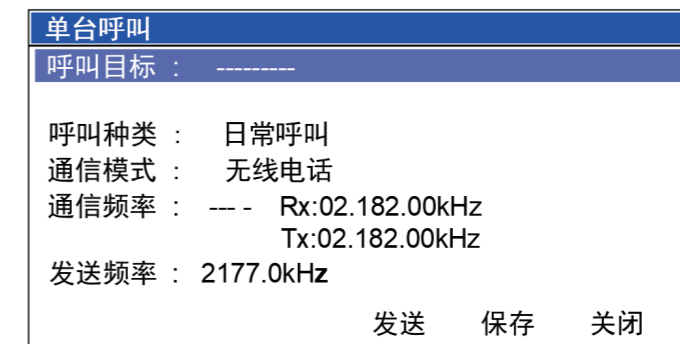 单台呼叫
呼叫目标 : ---------
呼叫种类 : 日常呼叫
通信模式 : 无线电话
通信频率 : --- - Rx:02.182.00kHz
Tx:02.182.00kHz
发送频率 : 2177.0kHz
发送 保存 关闭